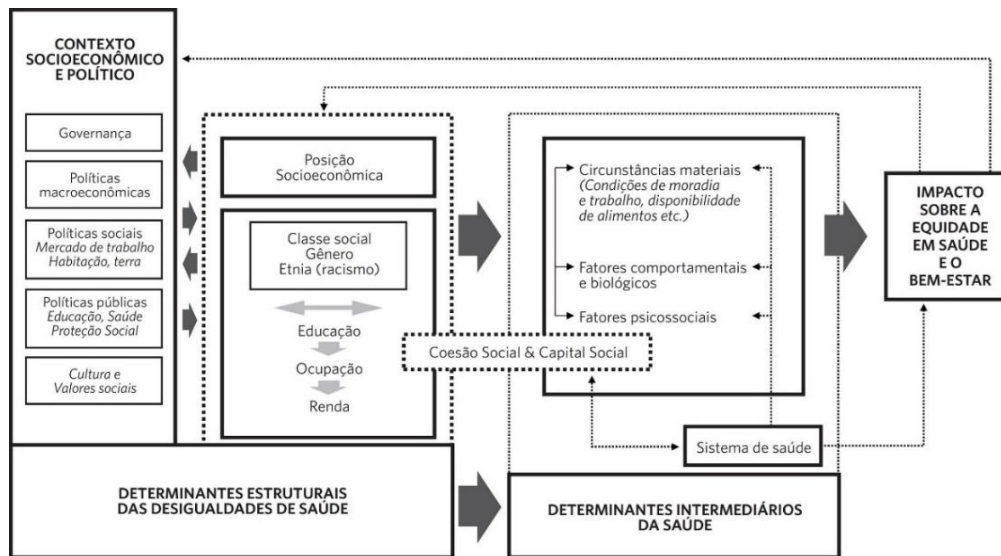 CONTEXTO
SOCIOECONÔMICO
E POLÍTICO
Governança
Políticas
macroeconômicas
Políticas sociais
Mercado de trabalho
Habitação, terra
Políticas públicas
Educação, Saúde
Proteção Social
Cultura e
Valores sociais
Posição
Socioeconômica
Classe social
Gênero
Etnia (racismo)
Educação
Ocupação
Renda
Coesão Social & Capital Social
Circunstâncias materiais
(Condições de moradia
e trabalho, disponibilidade
de alimentos etc.)
Fatores comportamentais
e biológicos
Fatores psicossociais
Sistema de saúde
IMPACTO
SOBRE A
EQUIDADE
EM SAÚDE
E O
BEM-ESTAR
DETERMINANTES ESTRUTURAIS
DAS DESIGUALDADES DE SAÚDE
DETERMINANTES INTERMEDIÁRIOS
DA SAÚDE